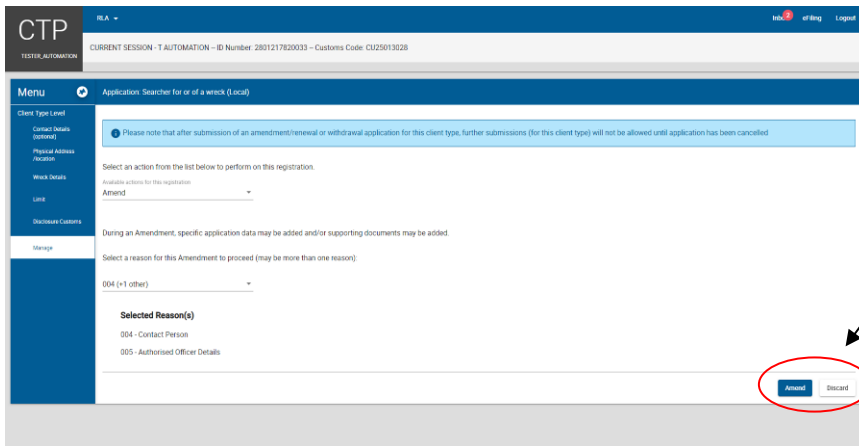 CTP
TESTER_AUTOMATION
RLA
Inbox 2 eFiling Logout
CURRENT SESSION - T AUTOMATION – ID Number: 2801217820033 – Customs Code: CU25013028
Menu
Application: Searcher for or of a wreck (Local)
Client Type Level
Contact Details
(optional)
Physical Address
/location
Wreck Details
Limit
Disclosure Customs
Manage
Please note that after submission of an amendment/renewal or withdrawal application for this client type, further submissions (for this client type) will not be allowed until application has been cancelled
Select an action from the list below to perform on this registration.
Available actions for this registration
Amend
During an Amendment, specific application data may be added and/or supporting documents may be added.
Select a reason for this Amendment to proceed (may be more than one reason):
004 (+1 other)
Selected Reason(s)
004 - Contact Person
005 - Authorised Officer Details
Amend Discard